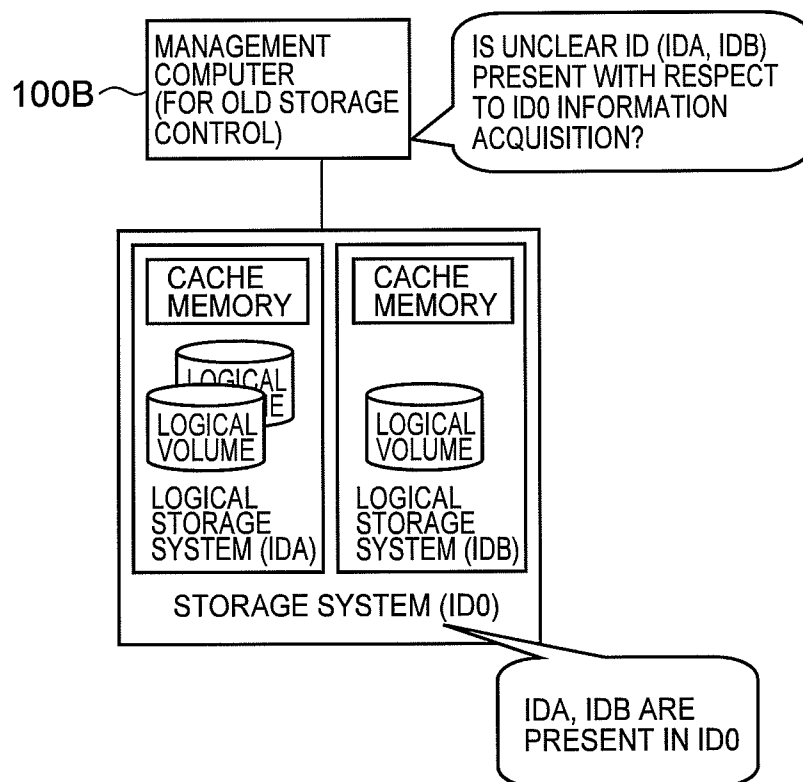 MANAGEMENT
COMPUTER
(FOR OLD STORAGE
CONTROL)
100B
IS UNCLEAR ID (IDA, IDB)
PRESENT WITH RESPECT
TO ID0 INFORMATION
ACQUISITION?
CACHE
MEMORY
LOGICAL
LOGICAL
VOLUME
LOGICAL
STORAGE
SYSTEM (IDA)
CACHE
MEMORY
LOGICAL
VOLUME
LOGICAL
STORAGE
SYSTEM (IDB)
STORAGE SYSTEM (ID0)
IDA, IDB ARE
PRESENT IN ID0